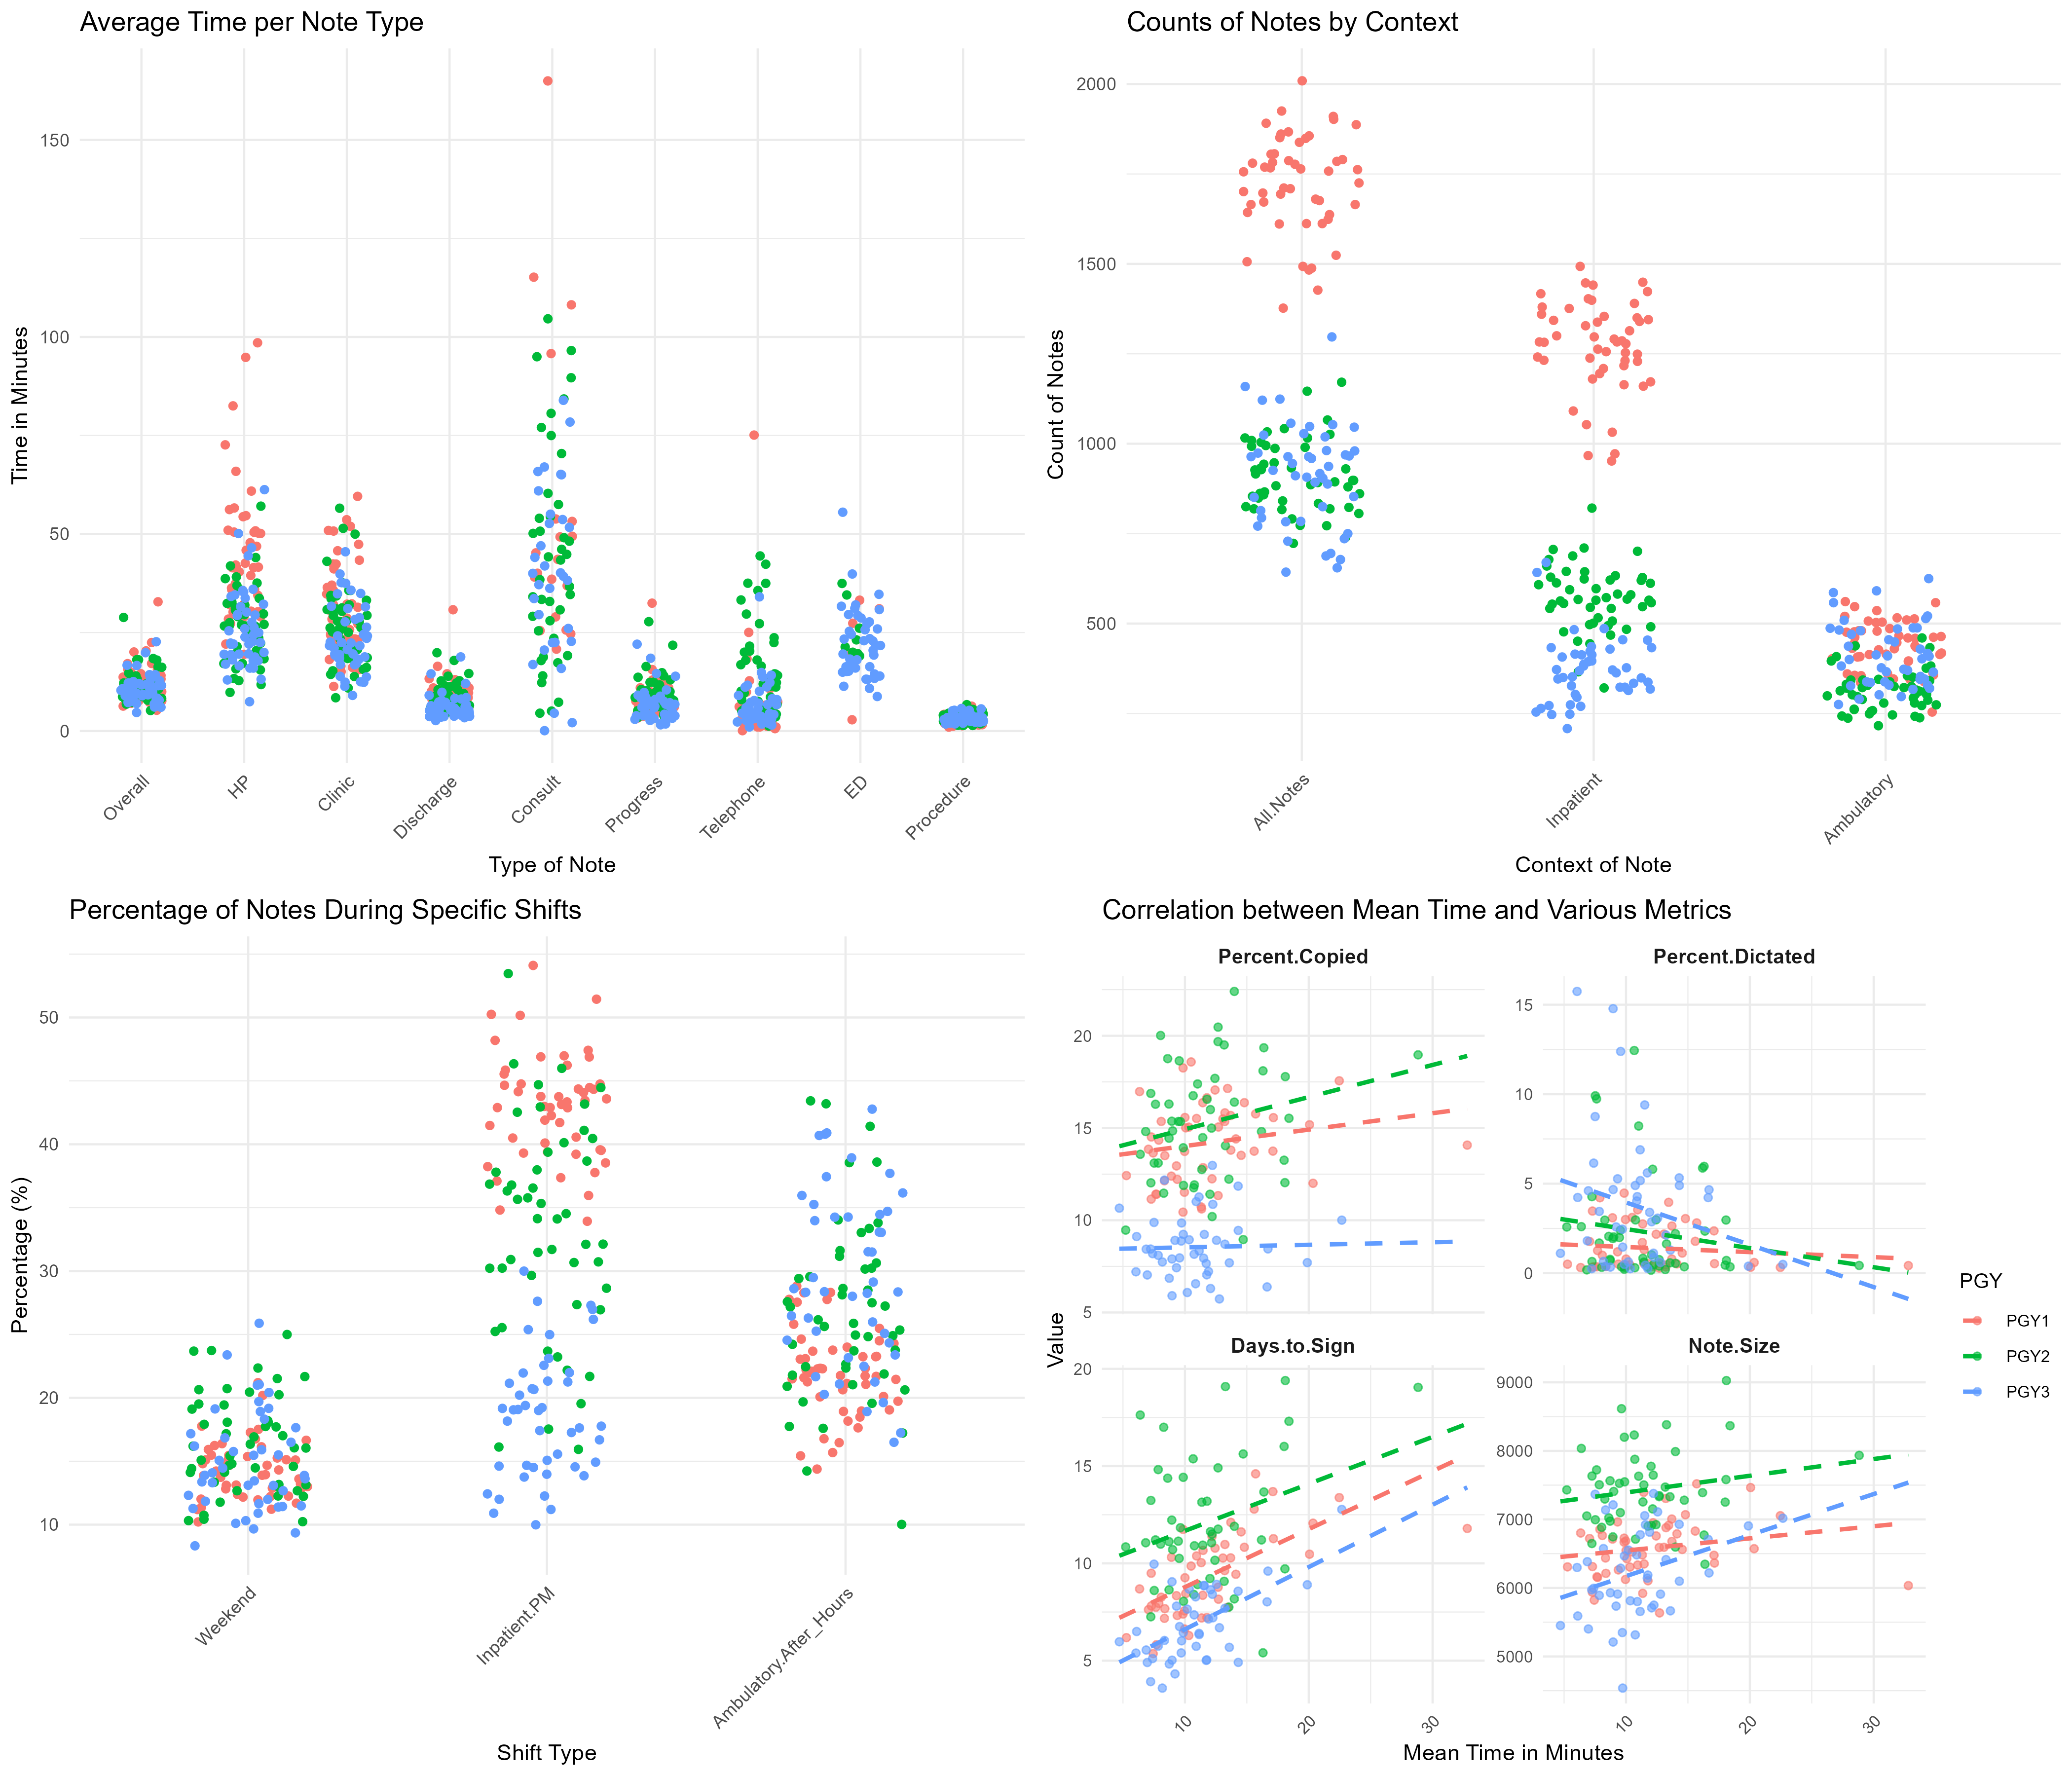 Average Time per Note Type
150
100
50
0
Time in Minutes
Overall
HP
Clinic
Discharge
Consult
Progress
Telephone
ED
Procedure
Type of Note
Counts of Notes by Context
2000
1500
1000
500
Count of Notes
All.Notes
Inpatient
Ambulatory
Context of Note
Percentage of Notes During Specific Shifts
50
40
30
20
10
Percentage (%)
Weekend
Inpatient.PM
Ambulatory.After_Hours
Shift Type
Correlation between Mean Time and Various Metrics
Percent.Copied
20
15
10
5
Percent.Dictated
15
10
5
0
Value
Days.to.Sign
20
15
10
5
10
20
30
Note.Size
9000
8000
7000
6000
5000
10
20
30
Mean Time in Minutes
PGY
PGY1
PGY2
PGY3